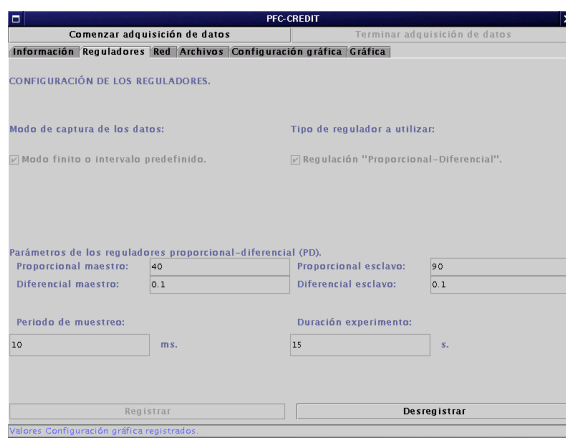 PFC-CREDIT
Comenzar adquisición de datos
Terminar adquisición de datos
Información Reguladores Red Archivos Configuración gráfica Gráfica
CONFIGURACIÓN DE LOS REGULADORES.
Modo de captura de los datos:
Tipo de regulador a utilizar:
Modo finito o intervalo predefinido.
Regulación "Proporcional-Diferencial".
Parámetros de los reguladores proporcional-diferencial (PD).
Proporcional maestro: 40
Proporcional esclavo: 90
Diferencial maestro: 0.1
Diferencial esclavo: 0.1
Periodo de muestreo:
Duración experimento:
10 ms.
15 s.
Registrar
Desregistrar
Valores Configuración gráfica registrados.